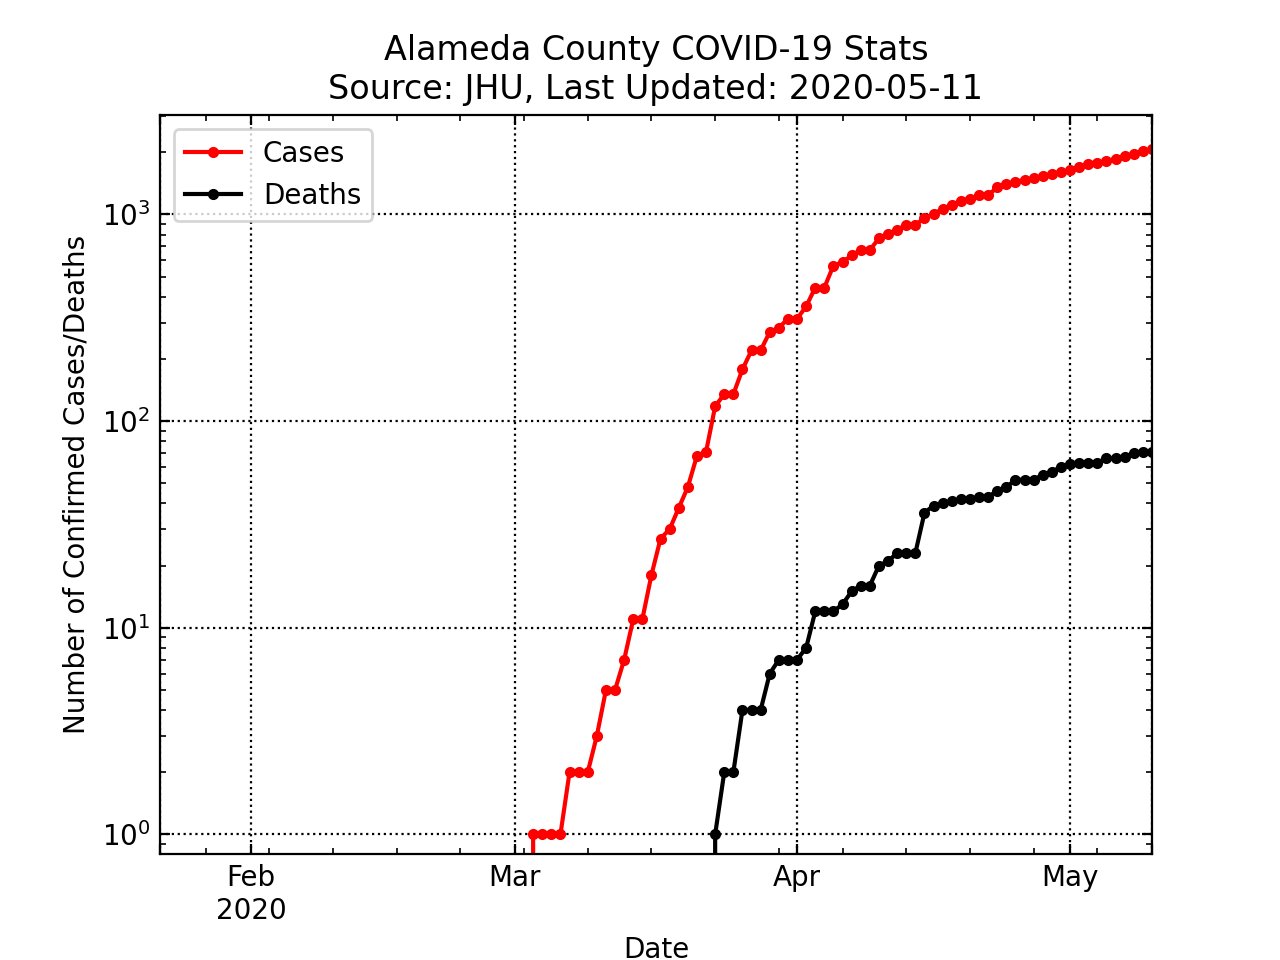 Alameda County COVID-19 Stats
Source: JHU, Last Updated: 2020-05-11
Cases
Deaths
10³
10²
10¹
10⁰
Number of Confirmed Cases/Deaths
Feb
2020
Mar
Apr
May
Date